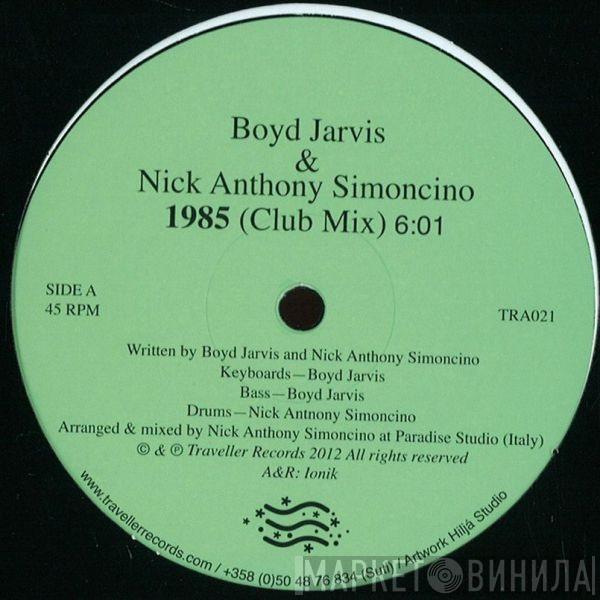 Boyd Jarvis
&
Nick Anthony Simoncino
1985 (Club Mix) 6:01
SIDE A
45 RPM
TRA021
Written by Boyd Jarvis and Nick Anthony Simoncino
Keyboards—Boyd Jarvis
Bass—Boyd Jarvis
Drums—Nick Antnony Simoncino
Arranged & mixed by Nick Anthony Simoncino at Paradise Studio (Italy)
© & ℗ Traveller Records 2012 All rights reserved
A&R: Ionik
www.travellerrecords.com / +358 (0)50 48 76 834 (Suti) / Artwork Hiljá Studio
МАРКЕТ ВИНИЛА